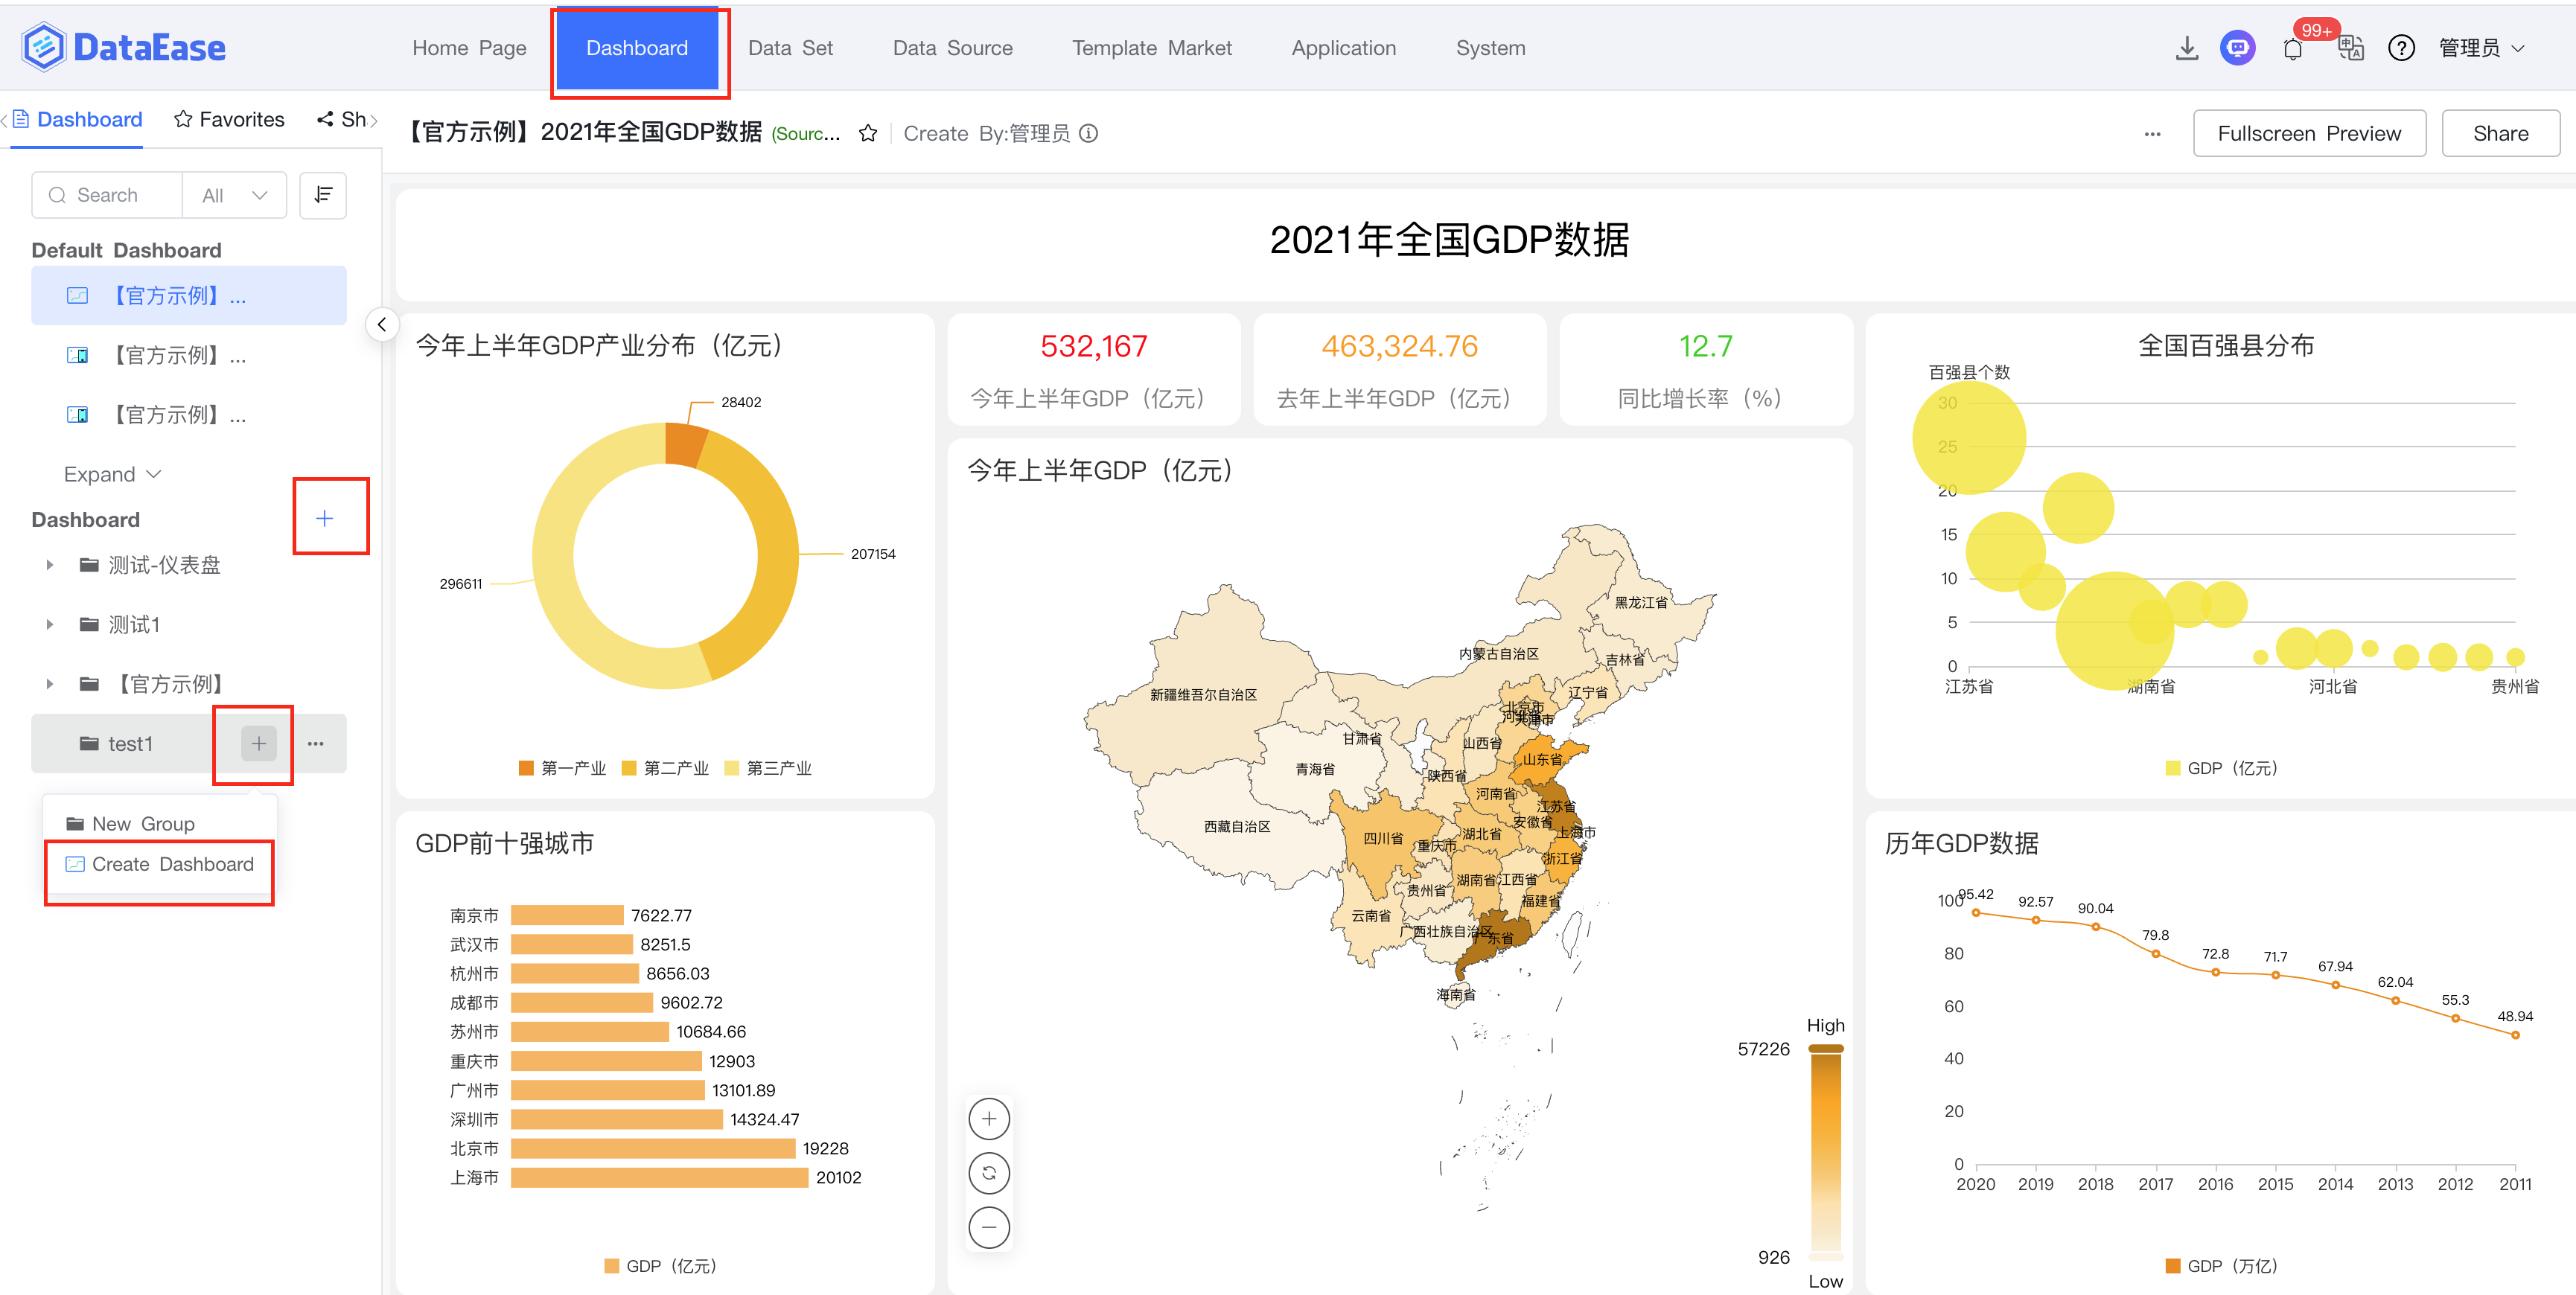 DataEase
Home Page
Dashboard
Data Set
Data Source
Template Market
Application
System
99+
管理员
Dashboard
Favorites
Sh
【官方示例】2021年全国GDP数据 (Sourc...
Create By:管理员
Fullscreen Preview
Share
Search
All
Default Dashboard
【官方示例】 ...
【官方示例】 ...
【官方示例】 ...
Expand
Dashboard
测试-仪表盘
测试1
【官方示例】
test1
New Group
Create Dashboard
2021年全国GDP数据
今年上半年GDP产业分布（亿元）
28402
207154
296611
第一产业 第二产业 第三产业
532,167
今年上半年GDP（亿元）
463,324.76
去年上半年GDP（亿元）
12.7
同比增长率（%）
今年上半年GDP（亿元）
黑龙江省
内蒙古自治区
吉林省
新疆维吾尔自治区
辽宁省
北京市
河北省
天津市
甘肃省
山西省
山东省
青海省
陕西省
河南省
江苏省
西藏自治区
安徽省
上海市
四川省
湖北省
重庆市
浙江省
湖南省
江西省
贵州省
福建省
云南省
广西壮族自治区
广东省
海南省
High
57226
926
Low
全国百强县分布
百强县个数
30
25
20
15
10
5
0
江苏省
湖南省
河北省
贵州省
GDP（亿元）
GDP前十强城市
南京市 7622.77
武汉市 8251.5
杭州市 8656.03
成都市 9602.72
苏州市 10684.66
重庆市 12903
广州市 13101.89
深圳市 14324.47
北京市 19228
上海市 20102
GDP（亿元）
历年GDP数据
100
80
60
40
20
0
95.42
92.57
90.04
79.8
72.8
71.7
67.94
62.04
55.3
48.94
2020 2019 2018 2017 2016 2015 2014 2013 2012 2011
GDP（万亿）